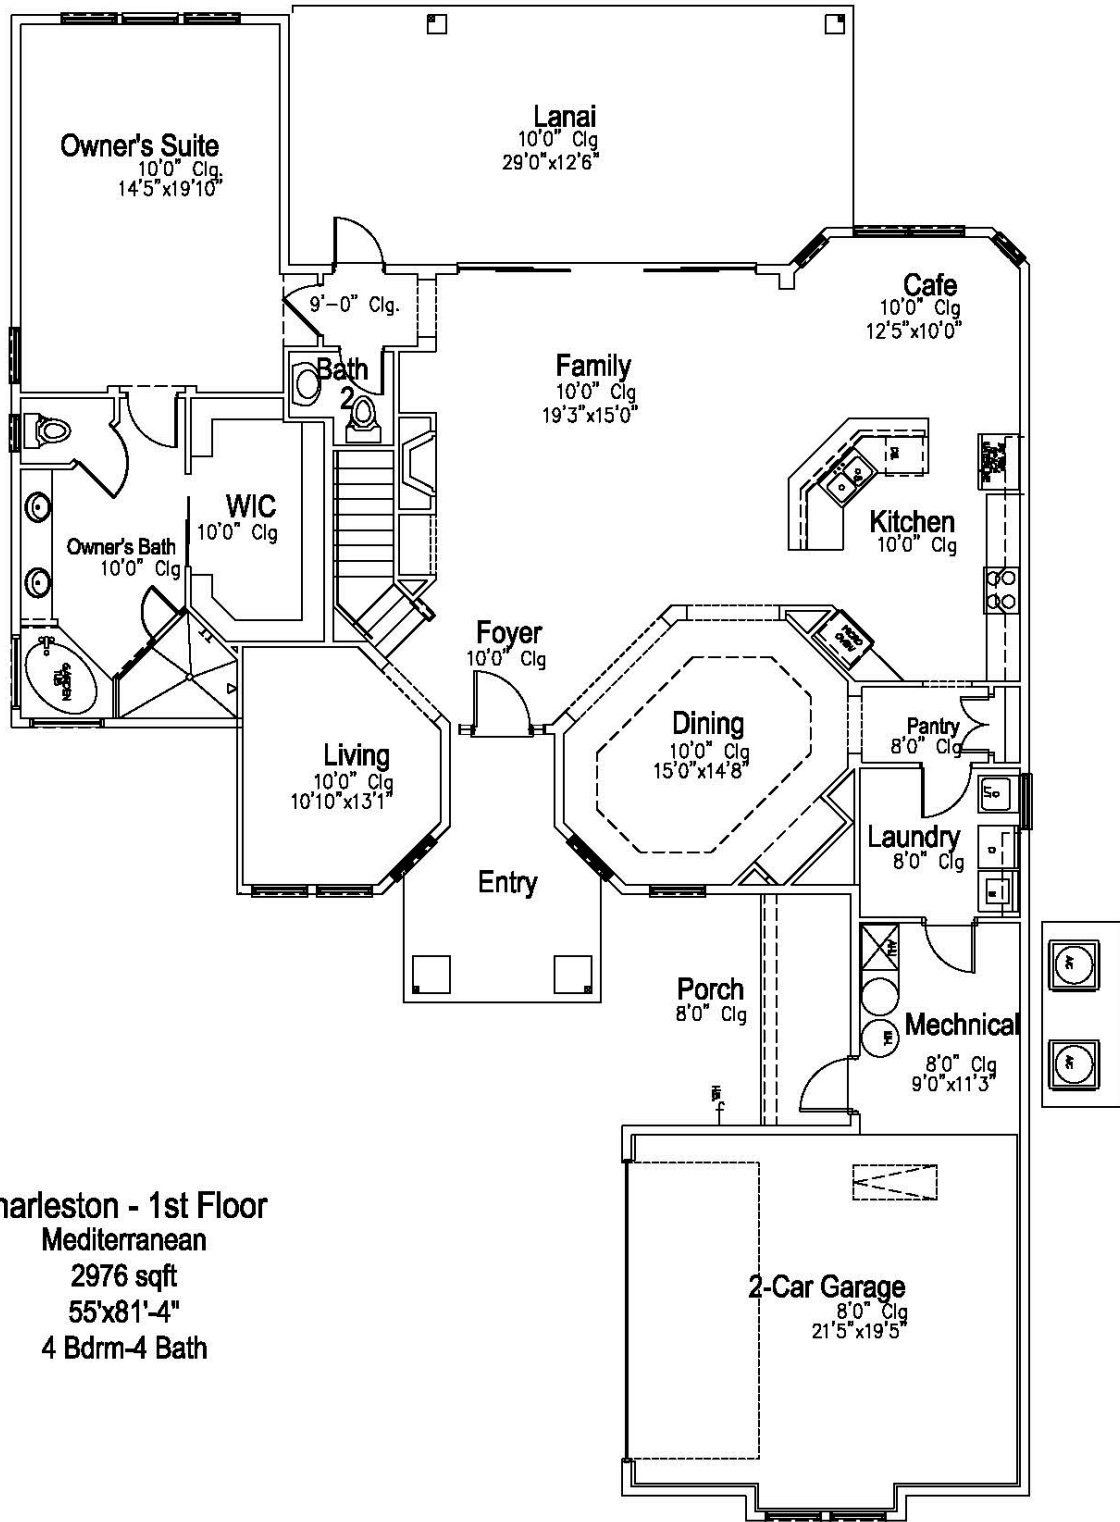 Owner's Suite
10'0" Clg.
14'5"x19'10"
Lanai
10'0" Clg
29'0"x12'6"
9'-0" Clg.
Cafe
10'0" Clg
12'5"x10'0"
Bath
2
Family
10'0" Clg
19'3"x15'0"
WIC
10'0" Clg
Owner's Bath
10'0" Clg
Kitchen
10'0" Clg
Foyer
10'0" Clg
GARDEN
TUB
Living
10'0" Clg
10'10"x13'1"
Dining
10'0" Clg
15'0"x14'8"
Pantry
8'0" Clg
Laundry
8'0" Clg
Entry
Porch
8'0" Clg
AHU
Mechnical
8'0" Clg
9'0"x11'3"
A/C
A/C
harleston - 1st Floor
Mediterranean
2976 sqft
55'x81'-4"
4 Bdrm-4 Bath
2-Car Garage
8'0" Clg
21'5"x19'5"